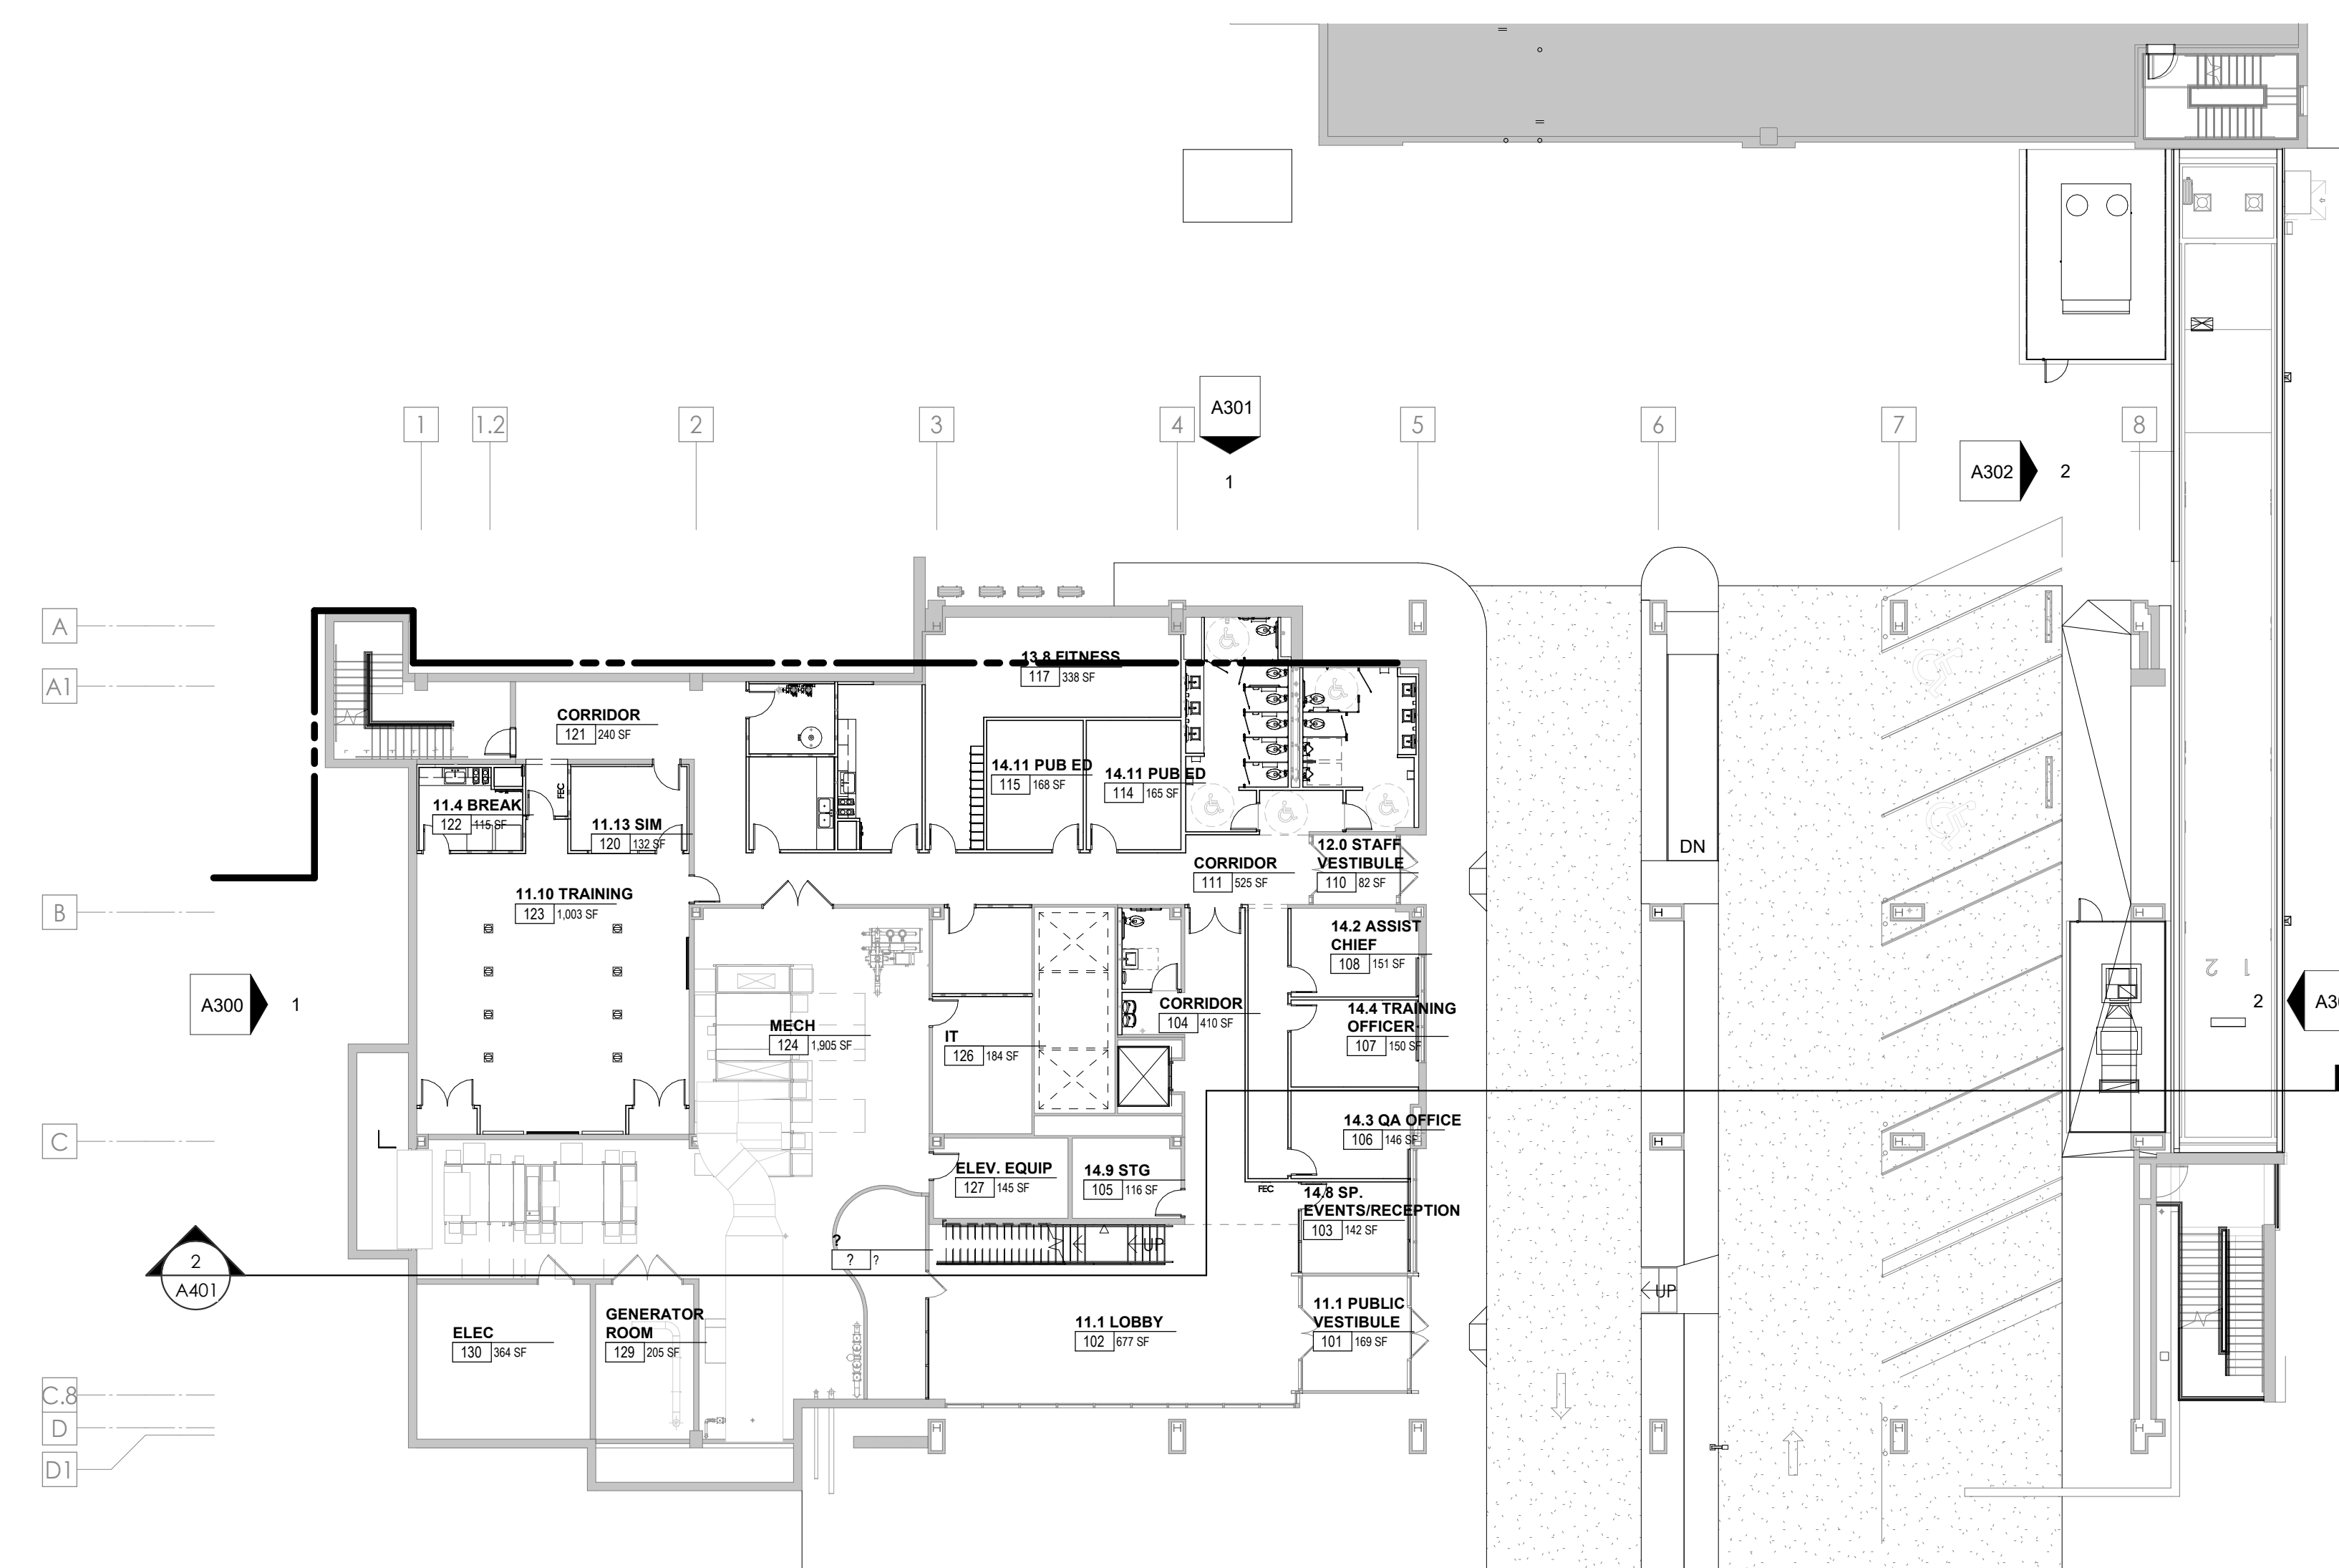 A301
1
1
1.2
2
3
4
5
6
7
8
A302
2
A
A1
B
C
C.8
D
D1
13.8 FITNESS
117
338 SF
CORRIDOR
121
240 SF
14.11 PUB ED
115
168 SF
14.11 PUB ED
114
165 SF
FEC
11.4 BREAK
122
115 SF
11.13 SIM
120
132 SF
DN
CORRIDOR
111
525 SF
12.0 STAFF
VESTIBULE
110
82 SF
11.10 TRAINING
123
1,003 SF
14.2 ASSIST
CHIEF
108
151 SF
A300
1
MECH
124
1,905 SF
IT
126
184 SF
CORRIDOR
104
410 SF
14.4 TRAINING
OFFICER
107
150 SF
1 2
2
14.3 QA OFFICE
106
146 SF
ELEV. EQUIP
127
145 SF
14.9 STG
105
116 SF
FEC
14.8 SP.
EVENTS/RECEPTION
103
142 SF
UP
?
?
?
2
A401
UP
GENERATOR
ROOM
129
205 SF
ELEC
130
364 SF
11.1 LOBBY
102
677 SF
11.1 PUBLIC
VESTIBULE
101
169 SF